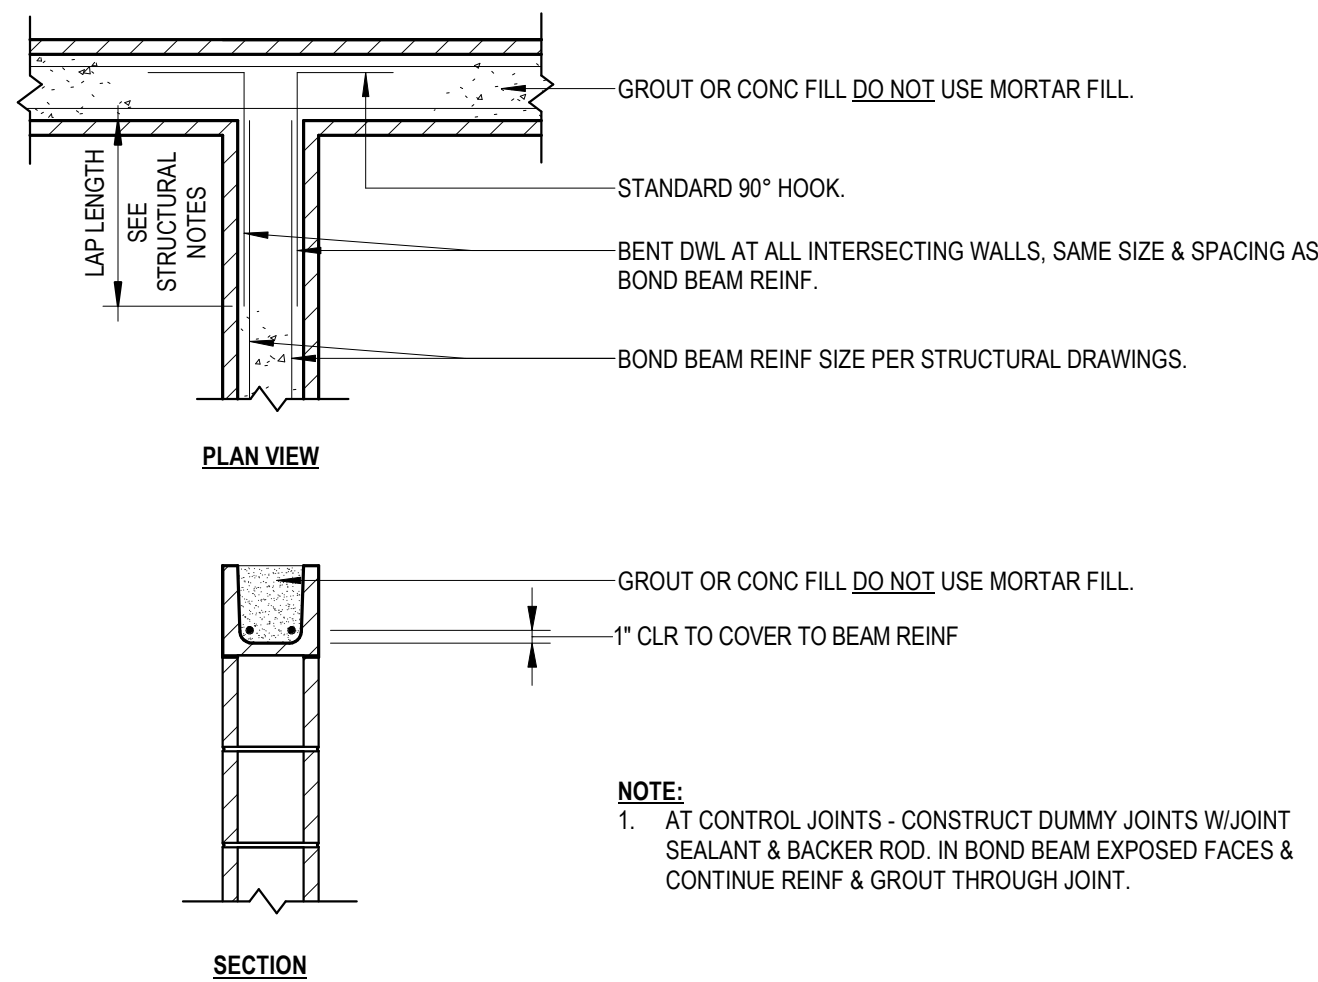 GROUT OR CONC FILL DO NOT USE MORTAR FILL.
STANDARD 90° HOOK.
LAP LENGTH
SEE
STRUCTURAL
NOTES
BENT DWL AT ALL INTERSECTING WALLS, SAME SIZE & SPACING AS
BOND BEAM REINF.
BOND BEAM REINF SIZE PER STRUCTURAL DRAWINGS.
PLAN VIEW
GROUT OR CONC FILL DO NOT USE MORTAR FILL.
1" CLR TO COVER TO BEAM REINF
NOTE:
1. AT CONTROL JOINTS - CONSTRUCT DUMMY JOINTS W/JOINT
SEALANT & BACKER ROD. IN BOND BEAM EXPOSED FACES &
CONTINUE REINF & GROUT THROUGH JOINT.
SECTION